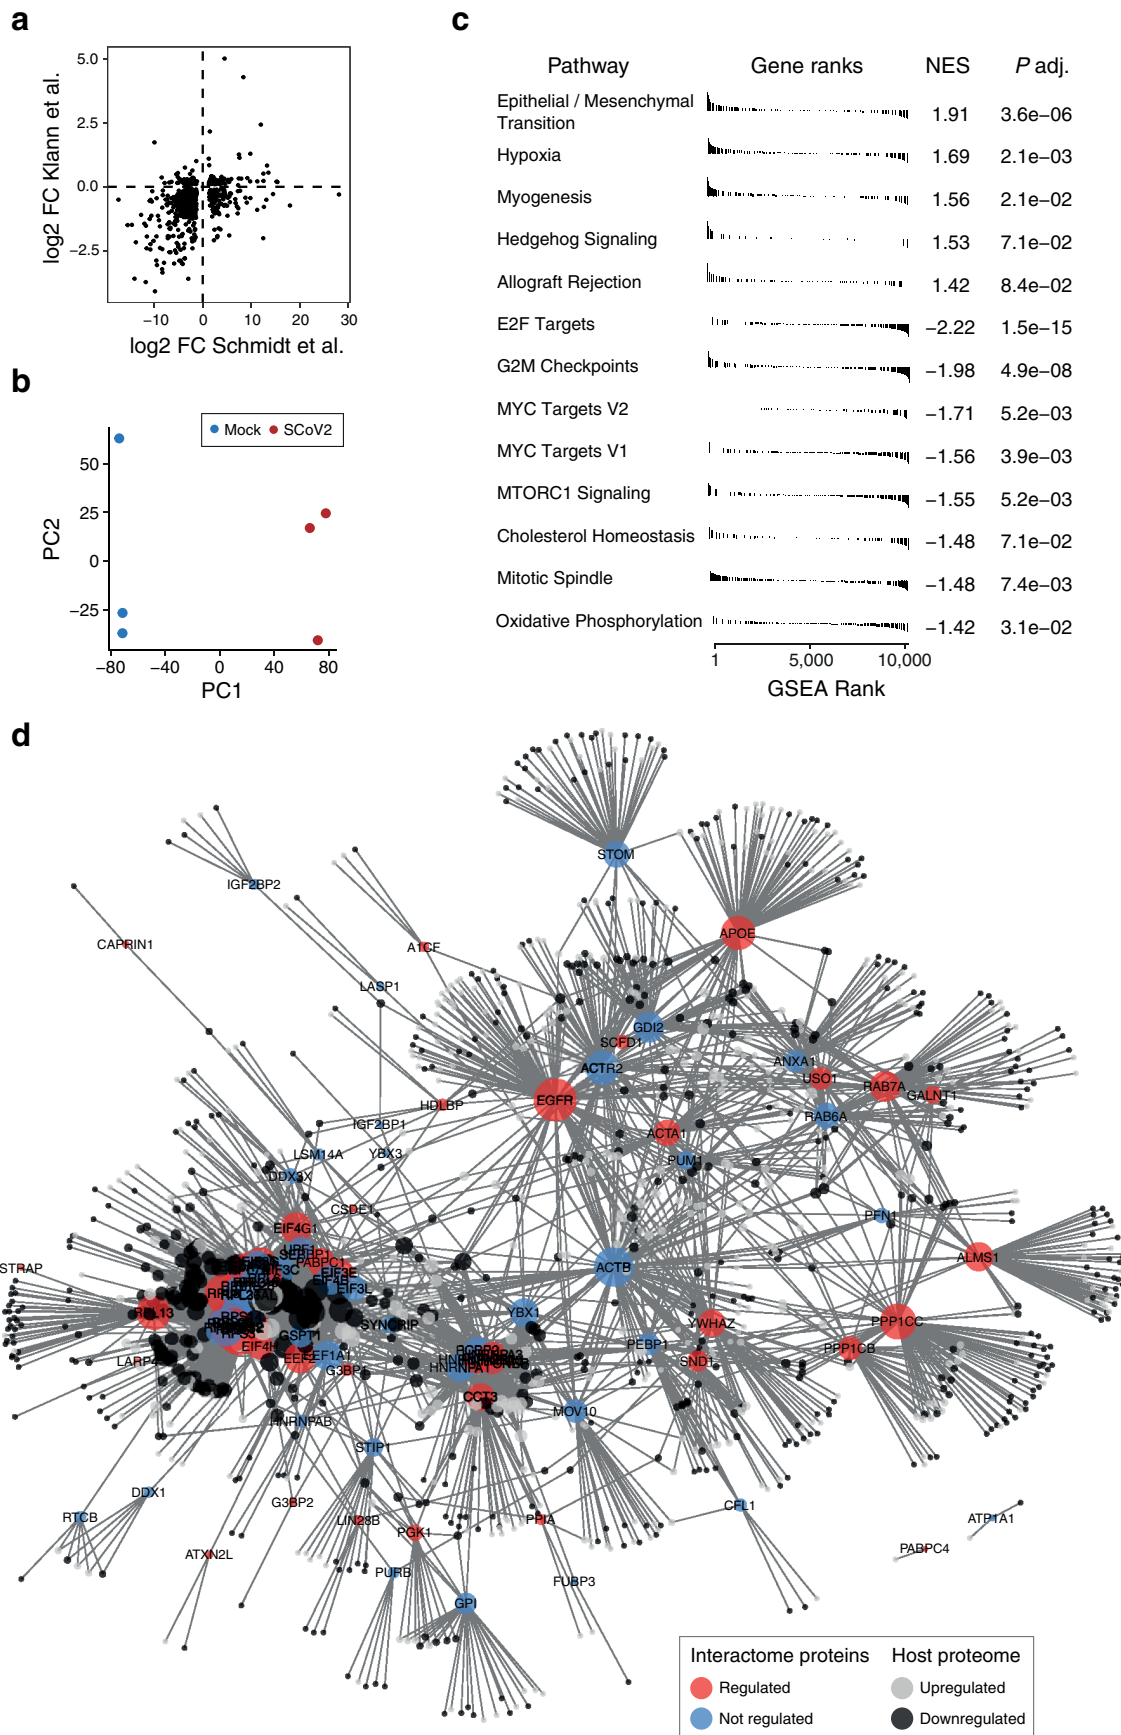 a
5.0
2.5
0.0
−2.5
log2 FC Klann et al.
−10 0 10 20 30
log2 FC Schmidt et al.
b
Mock SCoV2
50
25
0
−25
PC2
−80 −40 0 40 80
PC1
c
Pathway Gene ranks NES P adj.
Epithelial / Mesenchymal
Transition 1.91 3.6e−06
Hypoxia 1.69 2.1e−03
Myogenesis 1.56 2.1e−02
Hedgehog Signaling 1.53 7.1e−02
Allograft Rejection 1.42 8.4e−02
E2F Targets −2.22 1.5e−15
G2M Checkpoints −1.98 4.9e−08
MYC Targets V2 −1.71 5.2e−03
MYC Targets V1 −1.56 3.9e−03
MTORC1 Signaling −1.55 5.2e−03
Cholesterol Homeostasis −1.48 7.1e−02
Mitotic Spindle −1.48 7.4e−03
Oxidative Phosphorylation −1.42 3.1e−02
1 5,000 10,000
GSEA Rank
d
STOM
IGF2BP2
APOE
CAPRIN1
A1CF
LASP1
GDI2
SCFD1
ACTR2
ANXA1
USO1
RAB7A
GALNT1
EGFR
HDLBP
RAB6A
IGF2BP1
ACTA1
LSM14A
YBX3
PUM1
DDX3X
CSDE1
PFN1
EIF4G1
UPF1
SERBP1
PABPC1
ALMS1
STRAP
ACTB
EIF3E
EIF3L
RPL13
YBX1
YWHAZ
PPP1CC
SYNCRIP
GSPT1
EIF4H
PEBP1
PPP1CB
LARP4
EEF2
EEF1A1
G3BP1
HNRNPA1
SND1
CCT3
MOV10
HNRNPAB
STIP1
DDX1
G3BP2
CFL1
RTCB
LIN28B
PPIA
ATP1A1
PGK1
ATXN2L
PABPC4
PURB
FUBP3
GPI
Interactome proteins Host proteome
Regulated Upregulated
Not regulated Downregulated